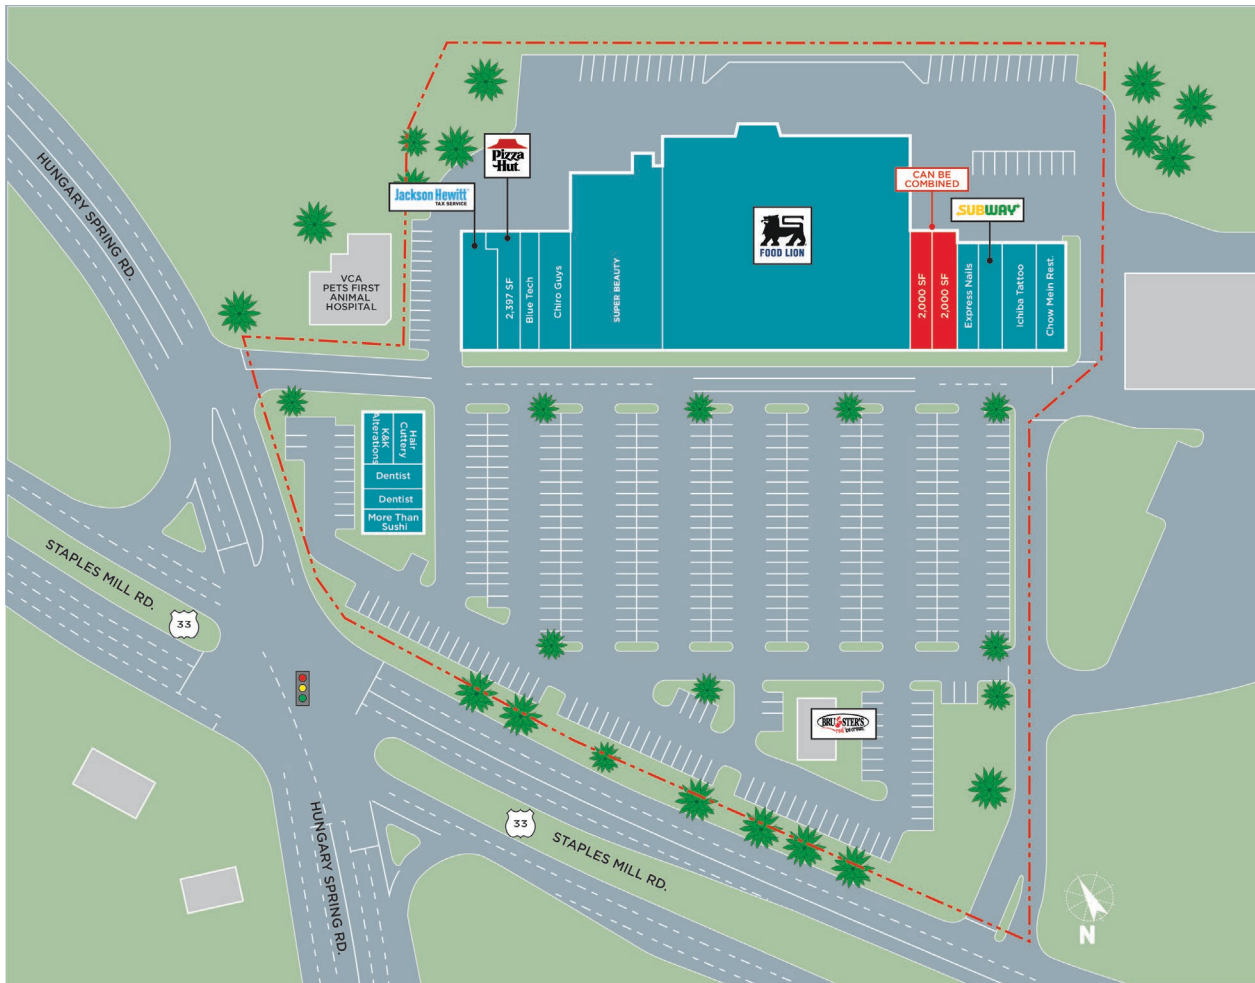 HUNGARY SPRING RD.
Pizza
Hut
Jackson Hewitt
TAX SERVICE
CAN BE
COMBINED
SUBWAY
FOOD LION
VCA
PETS FIRST
ANIMAL
HOSPITAL
2,397 SF
Blue Tech
Chiro Guys
SUPER BEAUTY
2,000 SF
2,000 SF
Express Nails
Ichiba Tattoo
Chow Mein Rest.
K&K
Alterations
Hair
Cuttery
Dentist
Dentist
More Than
Sushi
STAPLES MILL RD.
33
BRUSTER'S
real ice cream
33
STAPLES MILL RD.
HUNGARY SPRING RD.
N